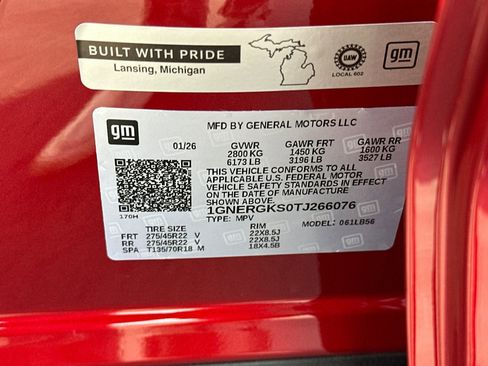 BUILT WITH PRIDE
Lansing, Michigan
UAW
LOCAL 602
gm
gm
MFD BY GENERAL MOTORS LLC
01/26 GVWR GAWR FRT GAWR RR
2800 KG 1450 KG 1600 KG
6173 LB 3196 LB 3527 LB
THIS VEHICLE CONFORMS TO ALL
APPLICABLE U.S. FEDERAL MOTOR
VEHICLE SAFETY STANDARDS IN
EFFECT ON THE DATE OF
MANUFACTURE SHOWN ABOVE.
1GNERGKS0TJ266076
170H
TYPE: MPV MODEL: 061LB56
TIRE SIZE RIM
FRT 275/45R22 V 22X8.5J
RR 275/45R22 V 22X8.5J
SPA T135/70R18 M 18X4.5B